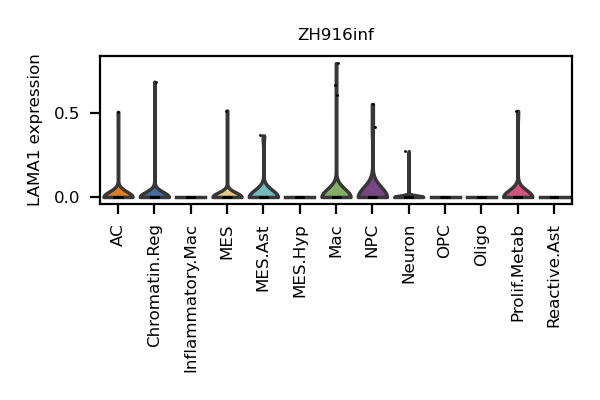 ZH916inf
LAMA1 expression
0.5
0.0
AC
Chromatin.Reg
Inflammatory.Mac
MES
MES.Ast
MES.Hyp
Mac
NPC
Neuron
OPC
Oligo
Prolif.Metab
Reactive.Ast